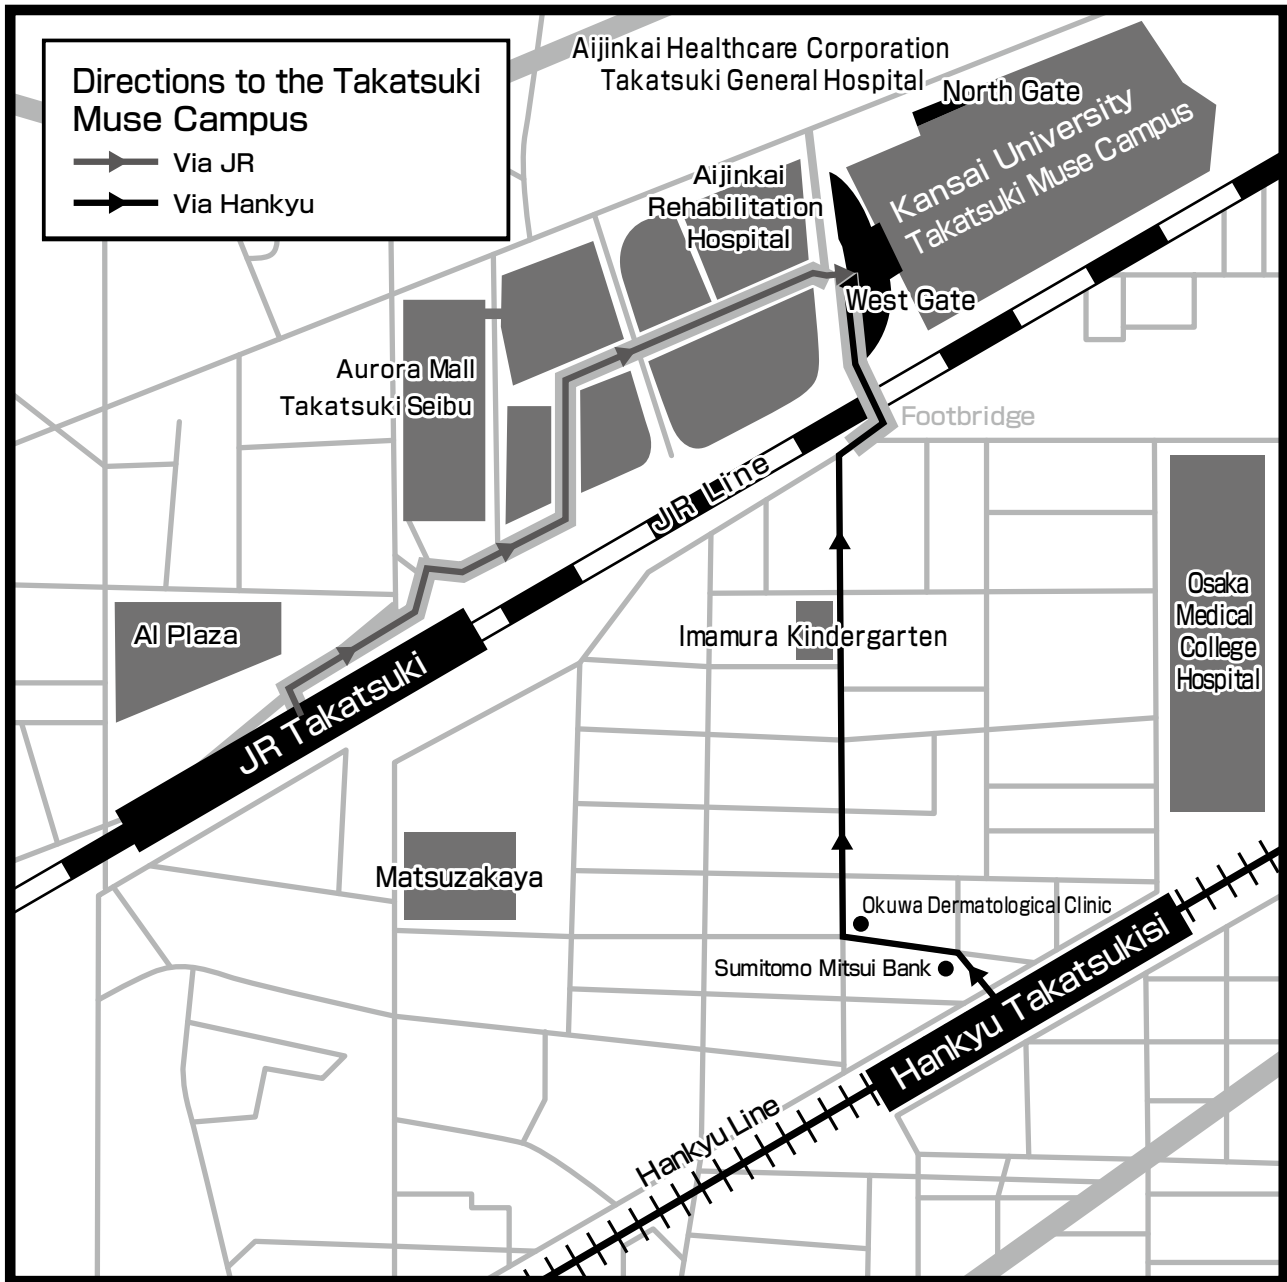 Directions to the Takatsuki
Muse Campus
Via JR
Via Hankyu
Aijinkai Healthcare Corporation
Takatsuki General Hospital
North Gate
Kansai University
Takatsuki Muse Campus
Aijinkai
Rehabilitation
Hospital
West Gate
Aurora Mall
Takatsuki Seibu
Footbridge
JR Line
Al Plaza
JR Takatsuki
Imamura Kindergarten
Osaka
Medical
College
Hospital
Matsuzakaya
Okuwa Dermatological Clinic
Sumitomo Mitsui Bank
Hankyu Takatsukisi
Hankyu Line